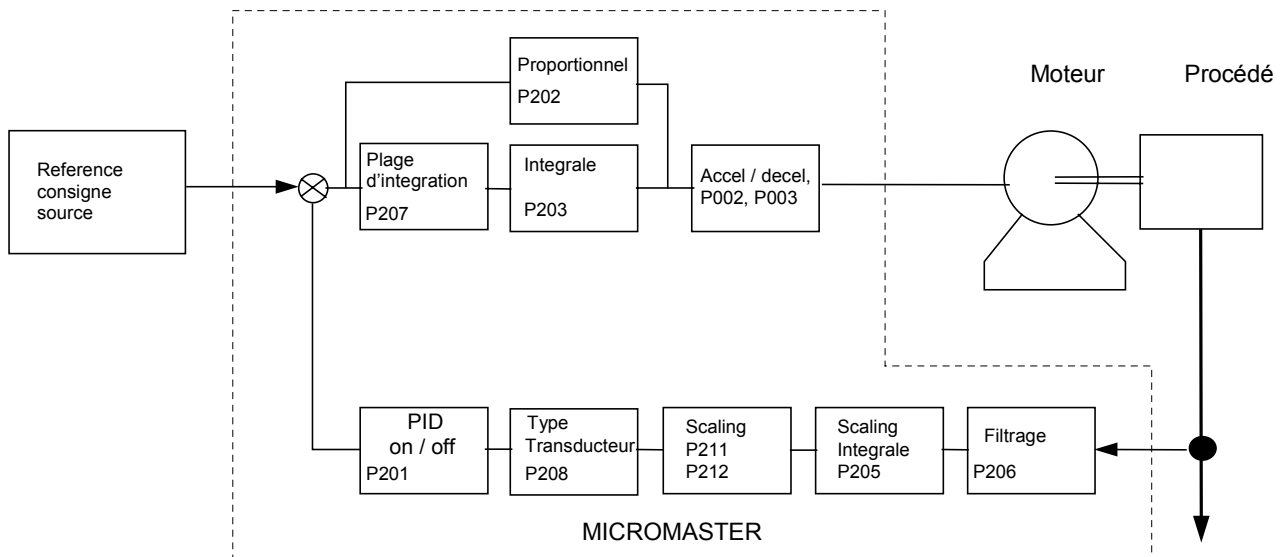 Proportionnel
P202
Moteur
Procédé
Reference
consigne
source
Plage
d'integration
P207
Integrale
P203
Accel / decel,
P002, P003
PID
on / off
P201
Type
Transducteur
P208
Scaling
P211
P212
Scaling
Integrale
P205
Filtrage
P206
MICROMASTER